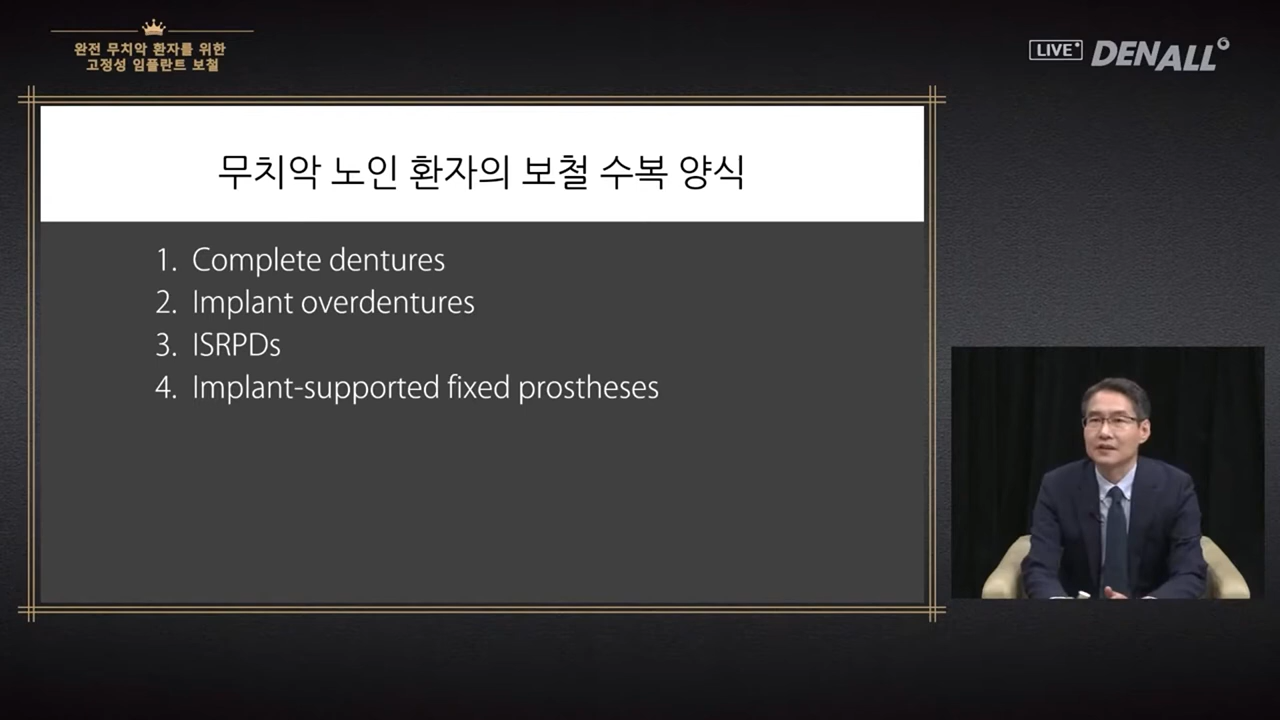 완전 무치악 환자를 위한
고정성 임플란트 보철
LIVE
DENALL
무치악 노인 환자의 보철 수복 양식
1. Complete dentures
2. Implant overdentures
3. ISRPDs
4. Implant-supported fixed prostheses